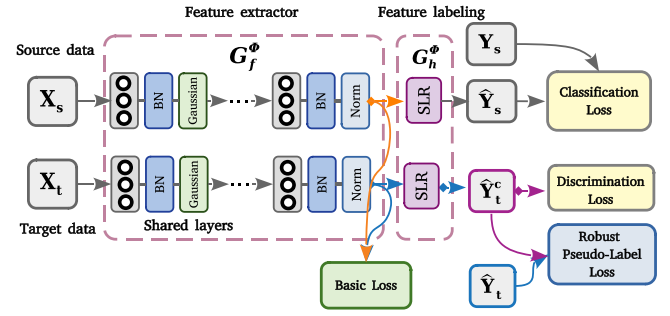 Feature extractor
Feature labeling
Source data
G_f^Φ
G_h^Φ
Y_s
X_s
BN
Gaussian
BN
Norm
SLR
Ŷ_s
Classification
Loss
X_t
BN
Gaussian
BN
Norm
SLR
Ŷ_t^c
Discrimination
Loss
Target data
Shared layers
Basic Loss
Ŷ_t
Robust
Pseudo-Label
Loss